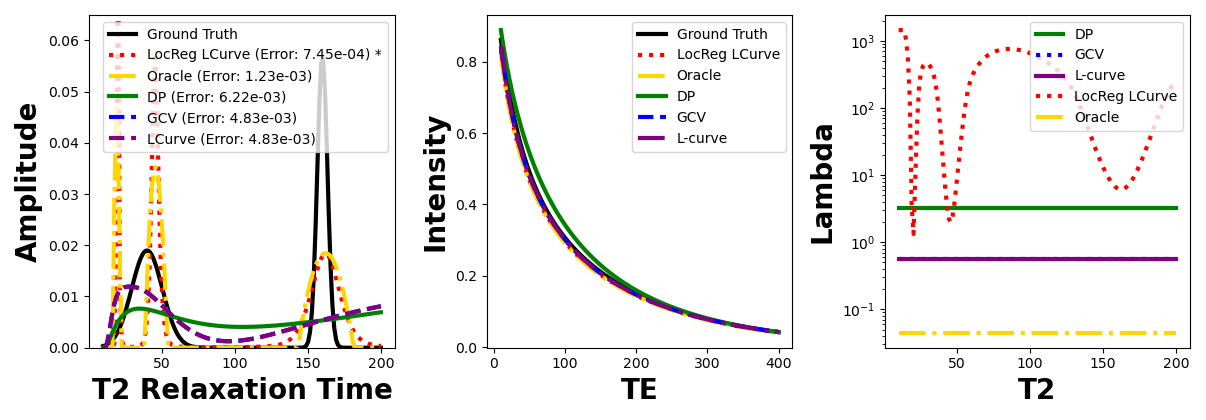 Amplitude
0.06
0.05
0.04
0.03
0.02
0.01
0.00
50
100
150
200
T2 Relaxation Time
Ground Truth
LocReg LCurve (Error: 7.45e-04) *
Oracle (Error: 1.23e-03)
DP (Error: 6.22e-03)
GCV (Error: 4.83e-03)
LCurve (Error: 4.83e-03)
Intensity
0.8
0.6
0.4
0.2
0.0
0
100
200
300
400
TE
Ground Truth
LocReg LCurve
Oracle
DP
GCV
L-curve
Lambda
10³
10²
10¹
10⁰
10⁻¹
50
100
150
200
T2
DP
GCV
L-curve
LocReg LCurve
Oracle